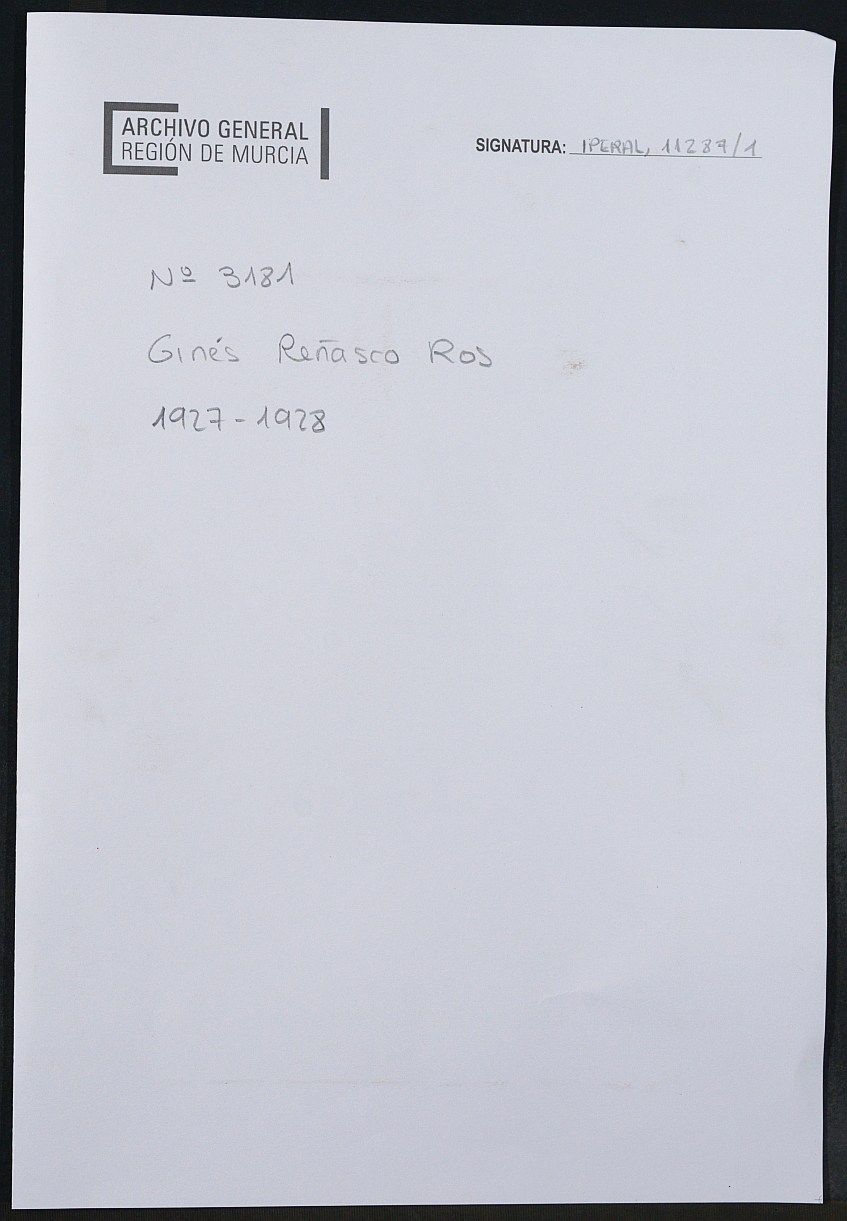 ARCHIVO GENERAL
REGIÓN DE MURCIA
SIGNATURA: IPERAL, 11287/1
Nº 3181
Ginés Reñasco Ros
1927-1928